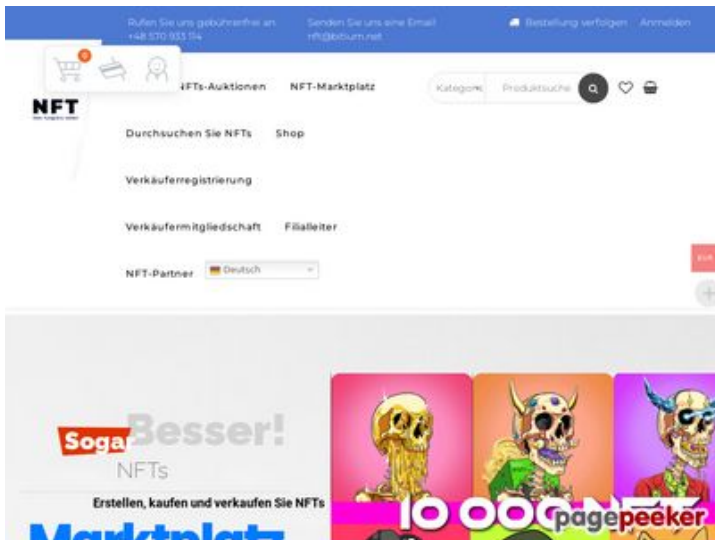 Rufen Sie uns gebührenfrei an:
+48 570 933 114
Senden Sie uns eine Email:
nft@bitium.net
Bestellung verfolgen
Anmelden
0
NFT
NFTs-Auktionen
NFT-Marktplatz
Kategorie
Produktsuche
Durchsuchen Sie NFTs
Shop
Verkäuferregistrierung
Verkäufermitgliedschaft
Filialleiter
NFT-Partner
Deutsch
EUR
Sogar
Besser!
NFTs
Erstellen, kaufen und verkaufen Sie NFTs
Marktplatz
10 000 NFT
pagepeeker